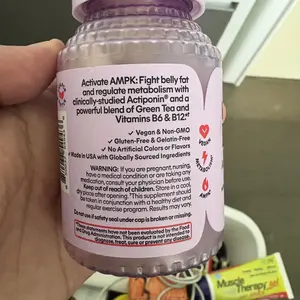 Activate AMPK: Fight belly fat
and regulate metabolism with
clinically-studied Actiponin® and a
powerful blend of Green Tea and
Vitamins B6 & B12.*†
✓ Vegan & Non-GMO
✓ Gluten-Free & Gelatin-Free
✓ No Artificial Colors or Flavors
✓ Made in USA with Globally Sourced Ingredients
WARNING: If you are pregnant, nursing,
have a medical condition or are taking any
medication, consult your physician before use.
Keep out of reach of children. Store in a cool,
dry place after opening. *This supplement should
be taken in conjunction with a healthy diet and
regular exercise program. Results may vary.
Do not use if safety seal under cap is broken or missing.
These statements have not been evaluated by the Food
and Drug Administration. This product is not intended to
diagnose, treat, cure or prevent any disease.
VEGAN
METABOLISM
AMPK
Muscle
Therapy gel